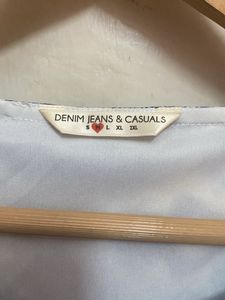 DENIM JEANS & CASUALS
S M L XL 2XL